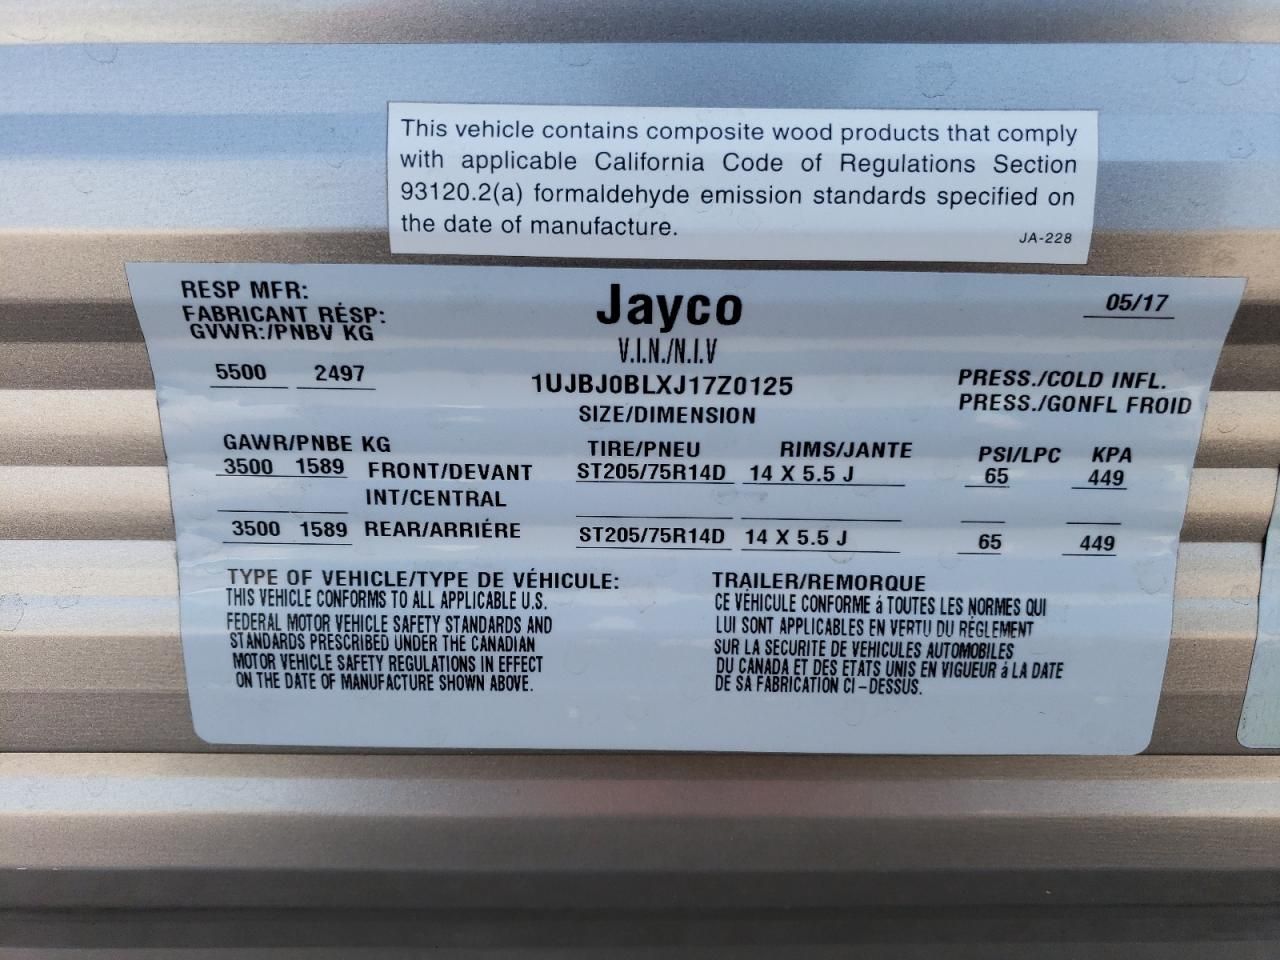 This vehicle contains composite wood products that comply
with applicable California Code of Regulations Section
93120.2(a) formaldehyde emission standards specified on
the date of manufacture.
JA-228
RESP MFR:
FABRICANT RÉSP:
Jayco
05/17
GVWR:/PNBV KG
V.I.N./N.I.V
5500 2497
1UJBJ0BLXJ17Z0125
PRESS./COLD INFL.
PRESS./GONFL FROID
SIZE/DIMENSION
GAWR/PNBE KG TIRE/PNEU RIMS/JANTE PSI/LPC KPA
3500 1589 FRONT/DEVANT ST205/75R14D 14 X 5.5 J 65 449
INT/CENTRAL
3500 1589 REAR/ARRIÉRE ST205/75R14D 14 X 5.5 J 65 449
TYPE OF VEHICLE/TYPE DE VÉHICULE: TRAILER/REMORQUE
THIS VEHICLE CONFORMS TO ALL APPLICABLE U.S.
FEDERAL MOTOR VEHICLE SAFETY STANDARDS AND
STANDARDS PRESCRIBED UNDER THE CANADIAN
MOTOR VEHICLE SAFETY REGULATIONS IN EFFECT
ON THE DATE OF MANUFACTURE SHOWN ABOVE.
CE VÉHICULE CONFORME á TOUTES LES NORMES QUI
LUI SONT APPLICABLES EN VERTU DU RÉGLEMENT
SUR LA SECURITE DE VEHICULES AUTOMOBILES
DU CANADA ET DES ETATS UNIS EN VIGUEUR á LA DATE
DE SA FABRICATION CI-DESSUS.